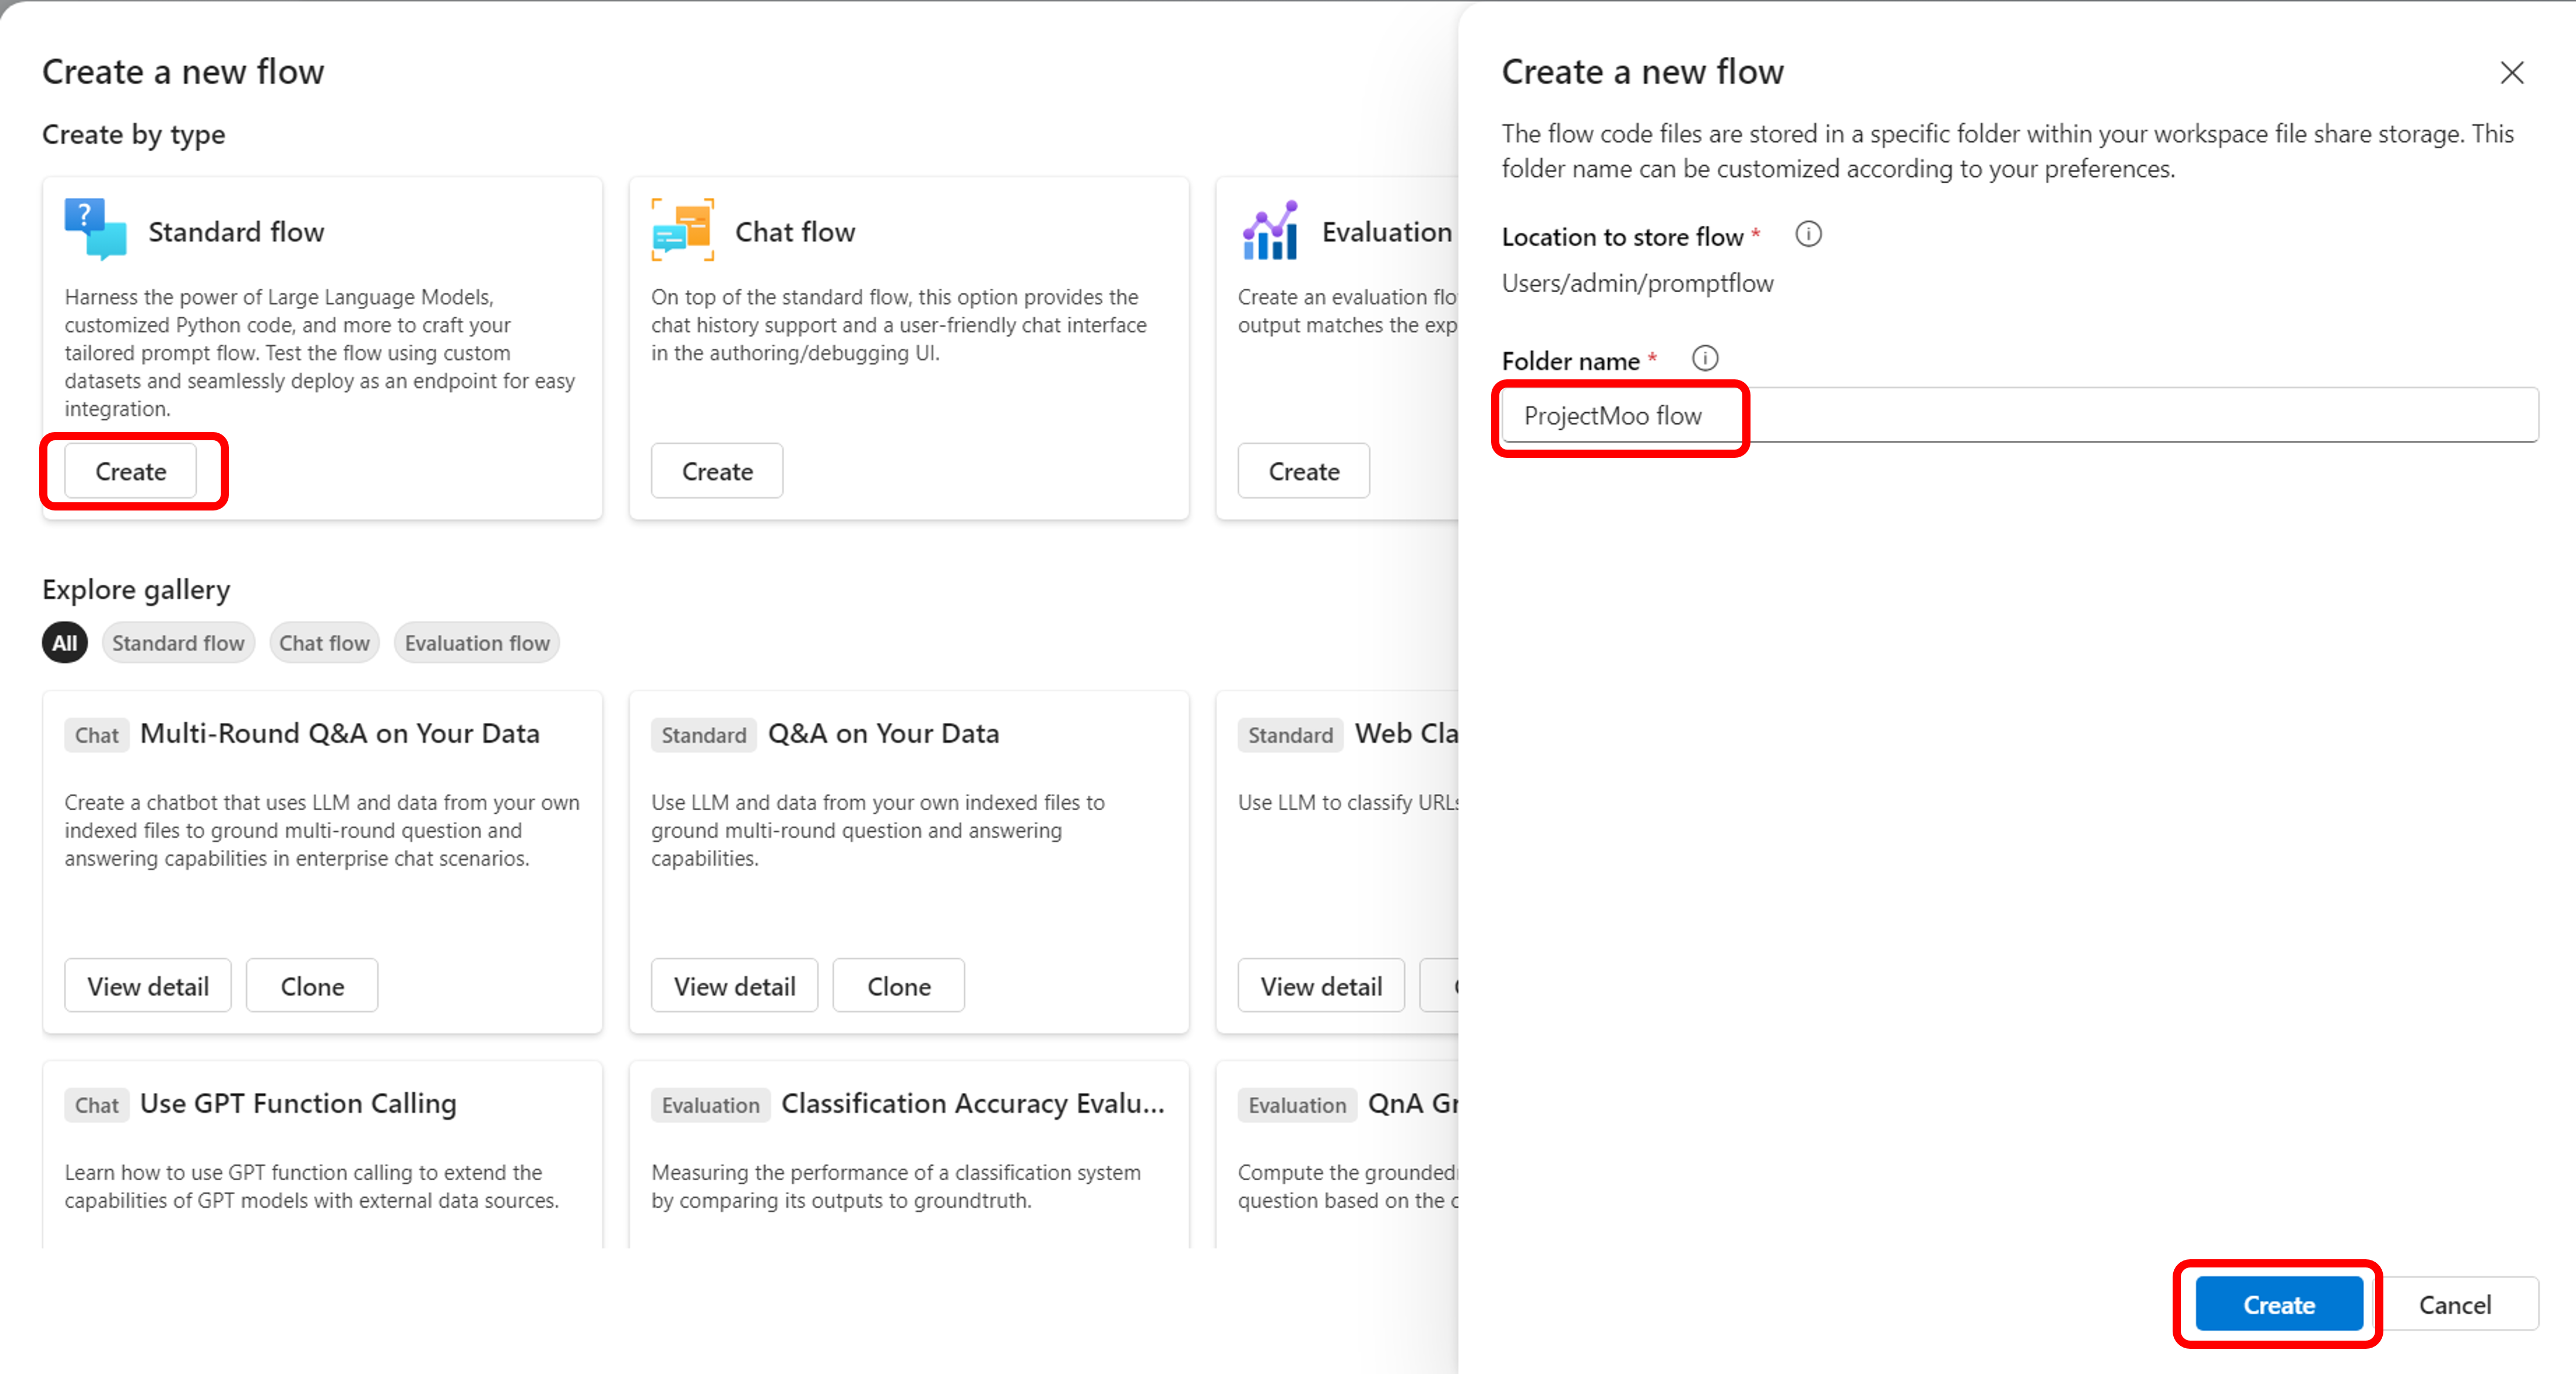 Create a new flow
Create by type
Standard flow
Harness the power of Large Language Models,
customized Python code, and more to craft your
tailored prompt flow. Test the flow using custom
datasets and seamlessly deploy as an endpoint for easy
integration.
Create
Chat flow
On top of the standard flow, this option provides the
chat history support and a user-friendly chat interface
in the authoring/debugging UI.
Create
Evaluation
Create an evaluation flo
output matches the exp
Create
Explore gallery
All
Standard flow
Chat flow
Evaluation flow
Chat Multi-Round Q&A on Your Data
Create a chatbot that uses LLM and data from your own
indexed files to ground multi-round question and
answering capabilities in enterprise chat scenarios.
View detail
Clone
Standard Q&A on Your Data
Use LLM and data from your own indexed files to
ground multi-round question and answering
capabilities.
View detail
Clone
Standard Web Cla
Use LLM to classify URLs
View detail
Chat Use GPT Function Calling
Learn how to use GPT function calling to extend the
capabilities of GPT models with external data sources.
Evaluation Classification Accuracy Evalu...
Measuring the performance of a classification system
by comparing its outputs to groundtruth.
Evaluation QnA Gr
Compute the groundedn
question based on the c
Create a new flow
The flow code files are stored in a specific folder within your workspace file share storage. This
folder name can be customized according to your preferences.
Location to store flow *
Users/admin/promptflow
Folder name *
ProjectMoo flow
Create
Cancel